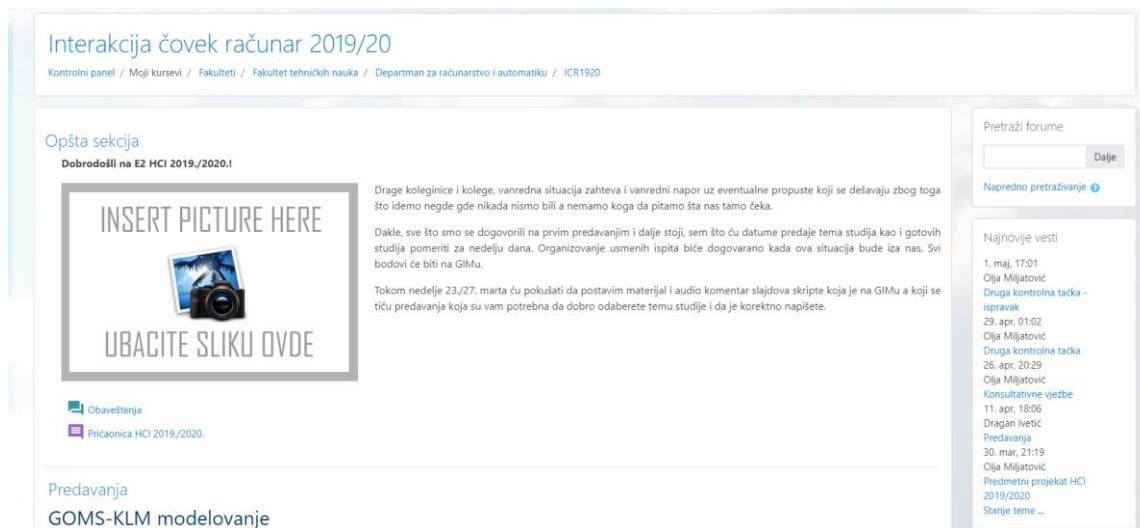 Interakcija čovek računar 2019/20
Kontrolni panel / Moji kursevi / Fakulteti / Fakultet tehničkih nauka / Departman za računarstvo i automatiku / ICR1920
Opšta sekcija
Dobrodošli na E2 HCI 2019./2020.!
INSERT PICTURE HERE
UBACITE SLIKU OVDE
Drage koleginice i kolege, vanredna situacija zahteva i vanredni napor uz eventualne propuste koji se dešavaju zbog toga
što idemo negde gde nikada nismo bili a nemamo koga da pitamo šta nas tamo čeka.
Dakle, sve što smo se dogovorili na prvim predavanjim i dalje stoji, sem što ću datume predaje tema studija kao i gotovih
studija pomeriti za nedelju dana. Organizovanje usmenih ispita biće dogovarano kada ova situacija bude iza nas. Svi
bodovi će biti na GIMu.
Tokom nedelje 23./27. marta ću pokušati da postavim materijal i audio komentar slajdova skripte koja je na GIMu a koji se
tiču predavanja koja su vam potrebna da dobro odaberete temu studije i da je korektno napišete.
Obaveštenja
Pričaonica HCI 2019./2020.
Predavanja
GOMS-KLM modelovanje
Pretraži forume
Dalje
Napredno pretraživanje
Najnovije vesti
1. maj, 17:01
Olja Miljatović
Druga kontrolna tačka -
ispravak
29. apr, 01:02
Olja Miljatović
Druga kontrolna tačka
26. apr, 20:29
Olja Miljatović
Konsultativne vježbe
11. apr, 18:06
Dragan Ivetić
Predavanja
30. mar, 21:19
Olja Miljatović
Predmetni projekat HCI
2019/2020
Starije teme ...